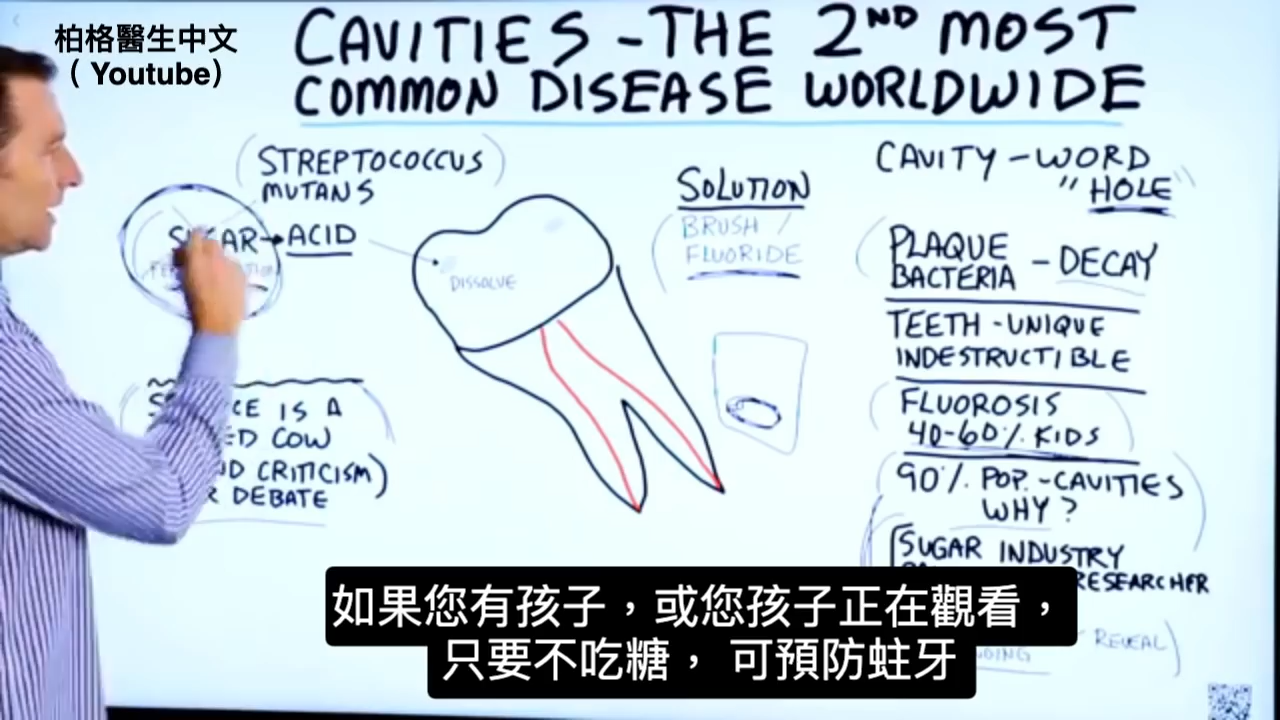 柏格醫生中文
( Youtube)
CAVITIES - THE 2ND MOST
COMMON DISEASE WORLDWIDE
(STREPTOCOCCUS)
MUTANS
SUGAR→ACID
DISSOLVE
IS A
COW
CRITICISM)
DEBATE
SOLUTION
BRUSH /
FLUORIDE
CAVITY - WORD
"HOLE"
PLAQUE
BACTERIA - DECAY
TEETH - UNIQUE
INDESTRUCTIBLE
FLUOROSIS
40-60% KIDS
90% POP. - CAVITIES
WHY?
SUGAR INDUSTRY
RESEARCHER
REVEAL)
如果您有孩子，或您孩子正在觀看，
只要不吃糖， 可預防蛀牙